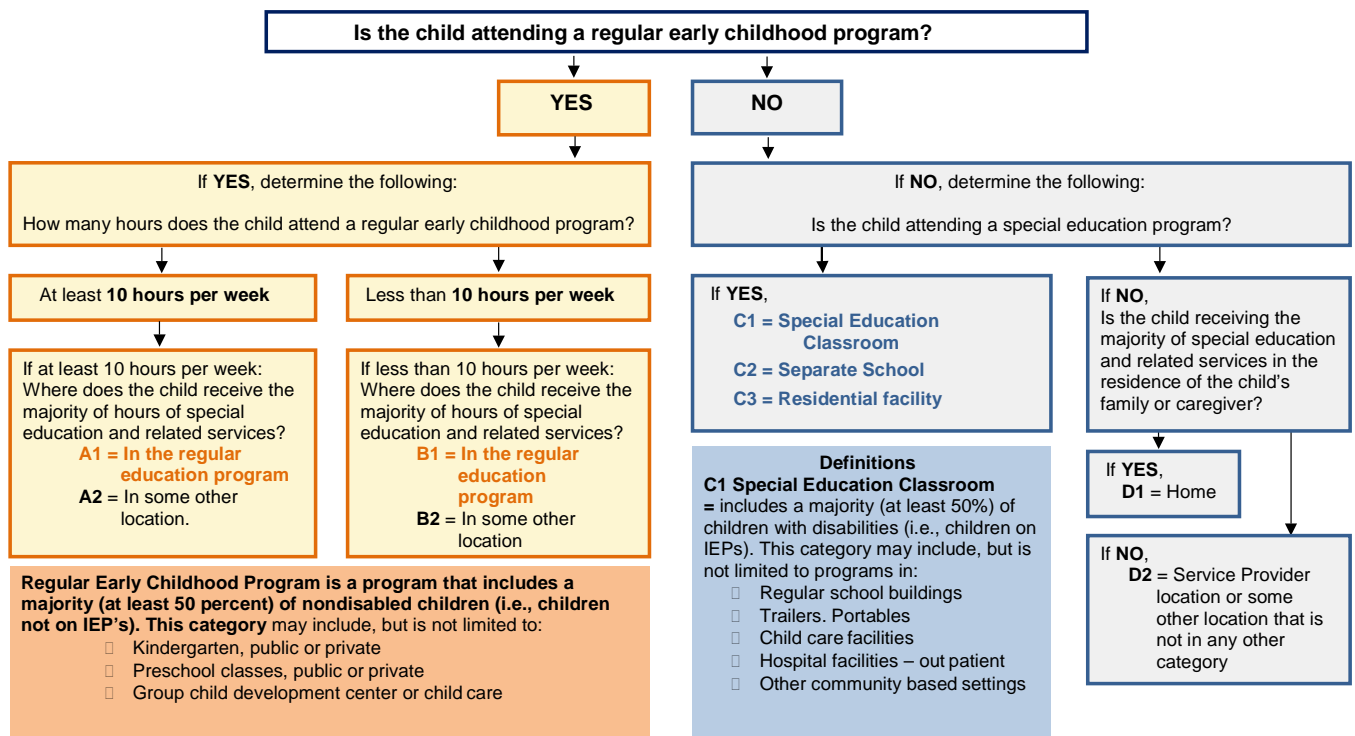 Is the child attending a regular early childhood program?
YES
NO
If YES, determine the following:
How many hours does the child attend a regular early childhood program?
If NO, determine the following:
Is the child attending a special education program?
At least 10 hours per week
Less than 10 hours per week
If at least 10 hours per week:
Where does the child receive the
majority of hours of special
education and related services?
A1 = In the regular
education program
A2 = In some other
location.
If less than 10 hours per week:
Where does the child receive the
majority of hours of special
education and related services?
B1 = In the regular
education
program
B2 = In some other
location
Regular Early Childhood Program is a program that includes a
majority (at least 50 percent) of nondisabled children (i.e., children
not on IEP's). This category may include, but is not limited to:
Kindergarten, public or private
Preschool classes, public or private
Group child development center or child care
If YES,
C1 = Special Education
Classroom
C2 = Separate School
C3 = Residential facility
Definitions
C1 Special Education Classroom
= includes a majority (at least 50%) of
children with disabilities (i.e., children on
IEPs). This category may include, but is
not limited to programs in:
Regular school buildings
Trailers. Portables
Child care facilities
Hospital facilities – out patient
Other community based settings
If NO,
Is the child receiving the
majority of special education
and related services in the
residence of the child's
family or caregiver?
If YES,
D1 = Home
If NO,
D2 = Service Provider
location or some
other location that is
not in any other
category